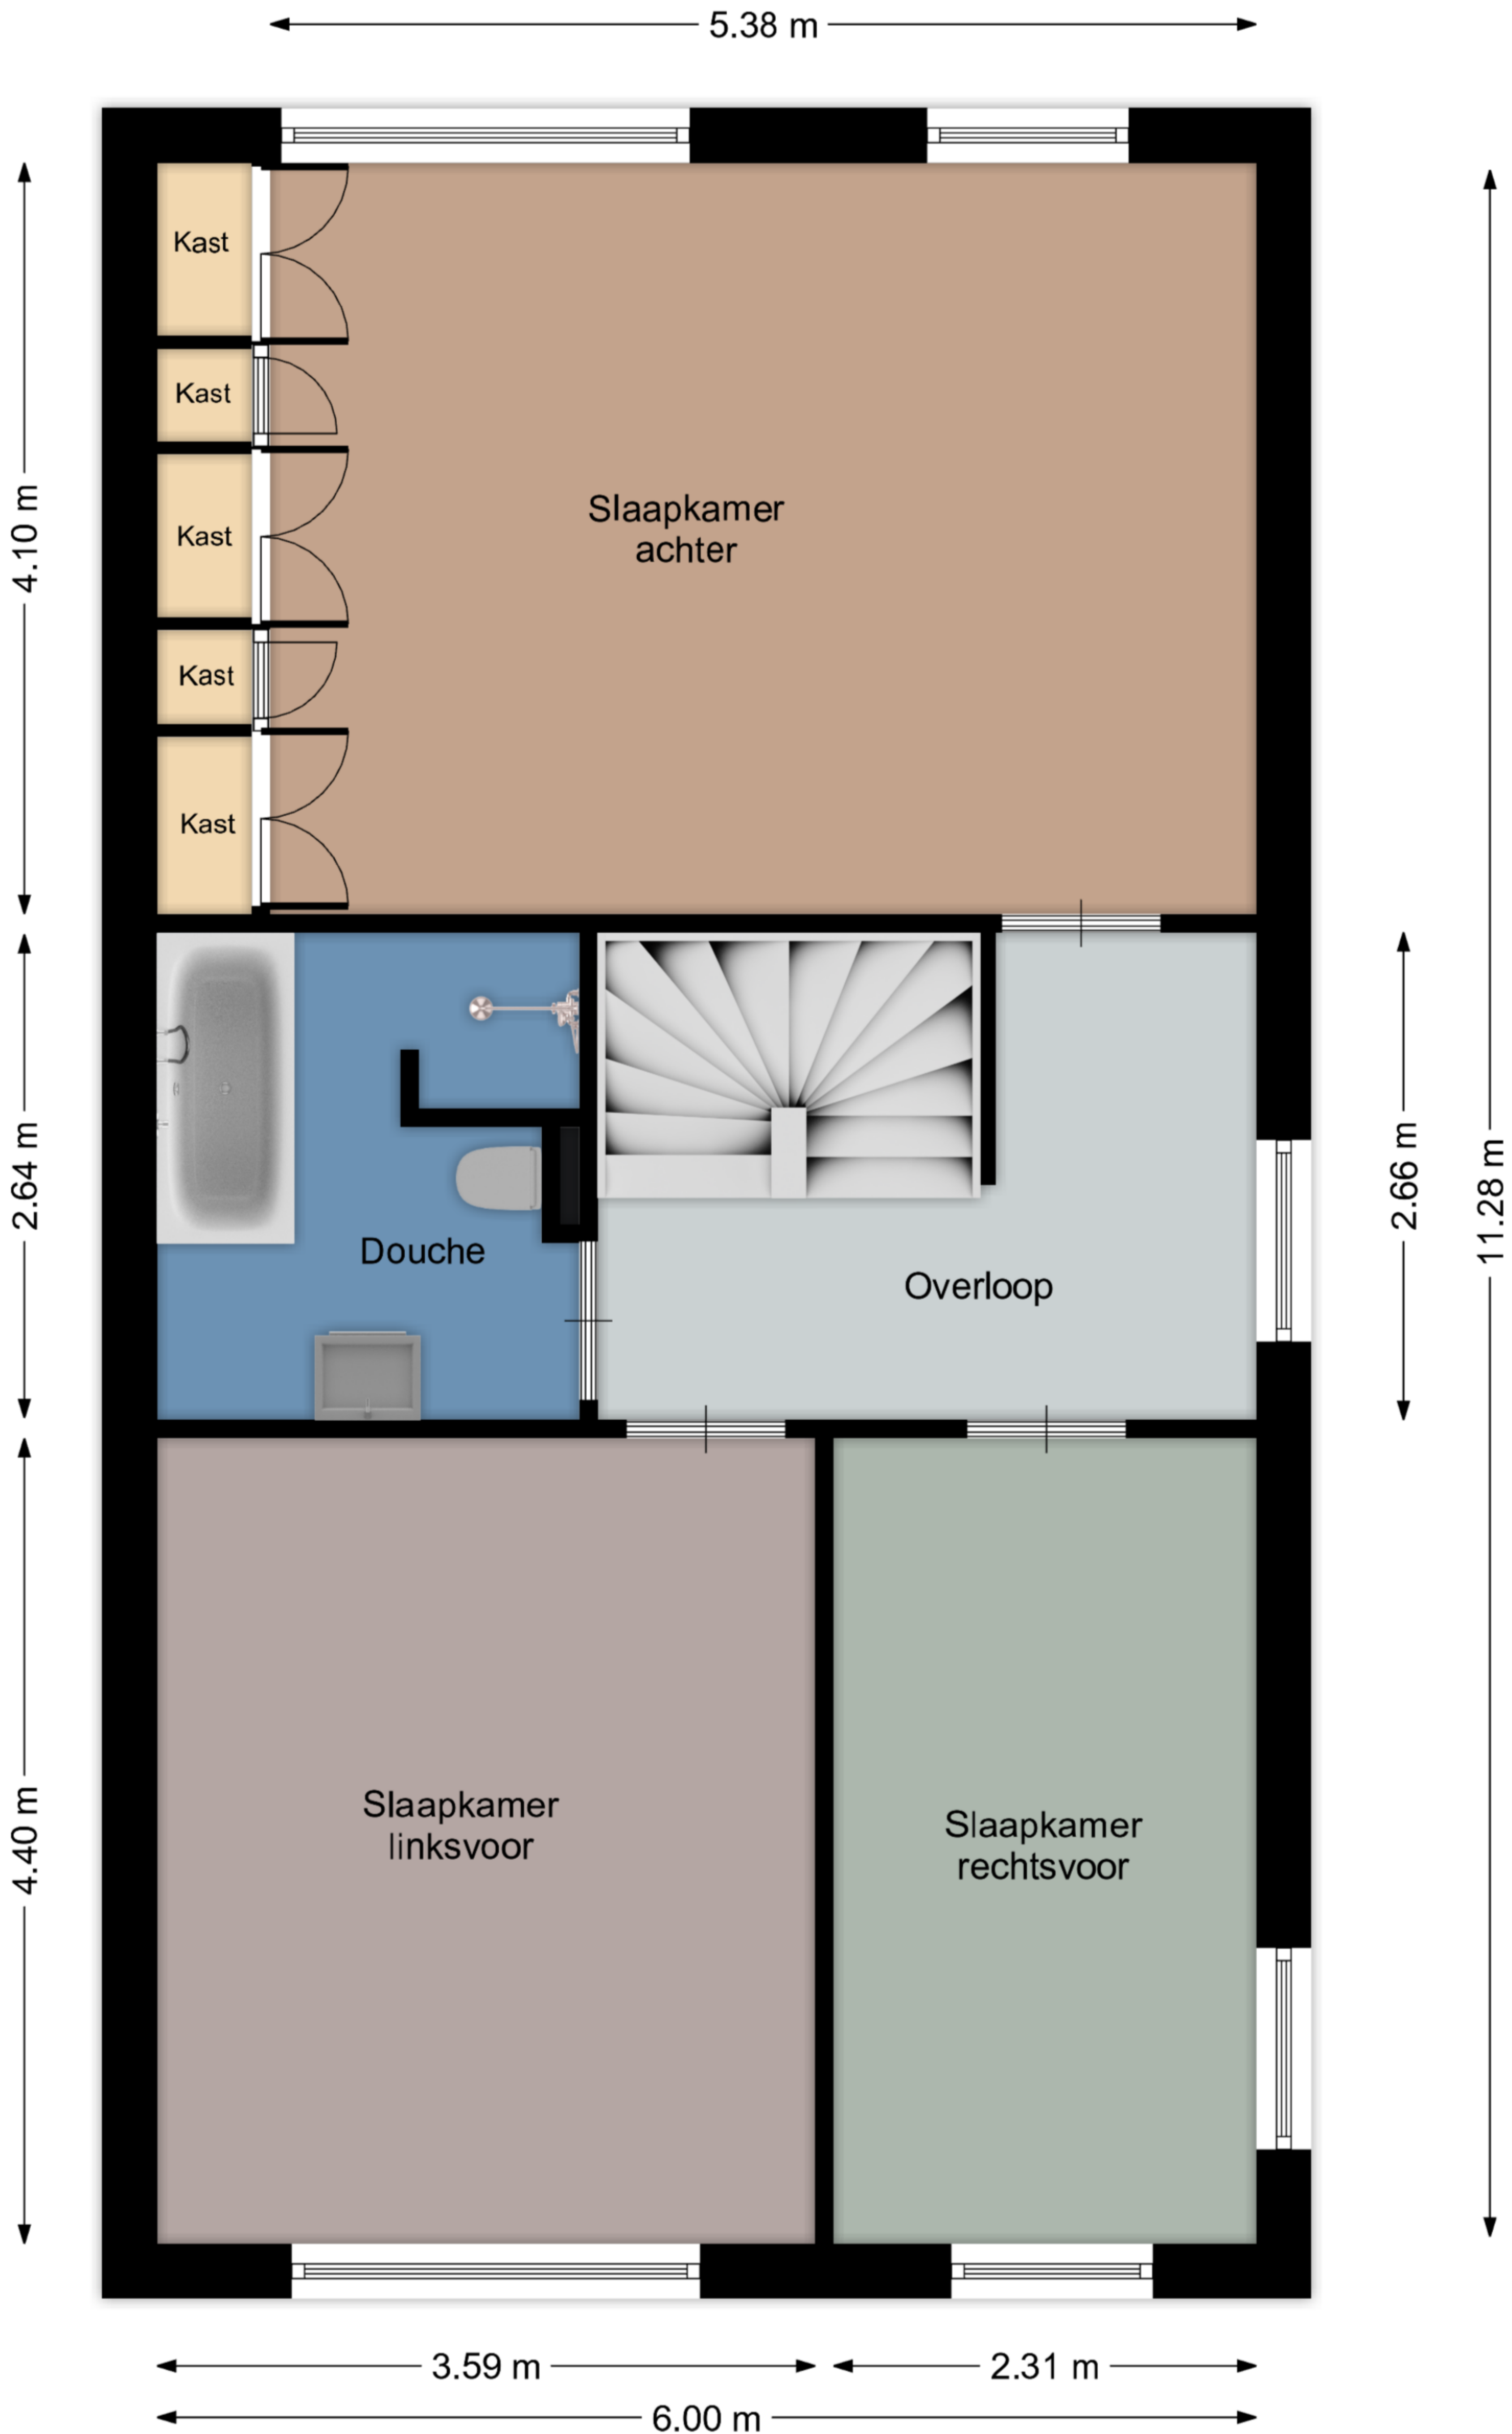 5.38 m
Kast
Kast
Kast
Kast
Kast
Slaapkamer
achter
4.10 m
2.64 m
2.66 m
11.28 m
Douche
Overloop
4.40 m
Slaapkamer
linksvoor
Slaapkamer
rechtsvoor
3.59 m
2.31 m
6.00 m